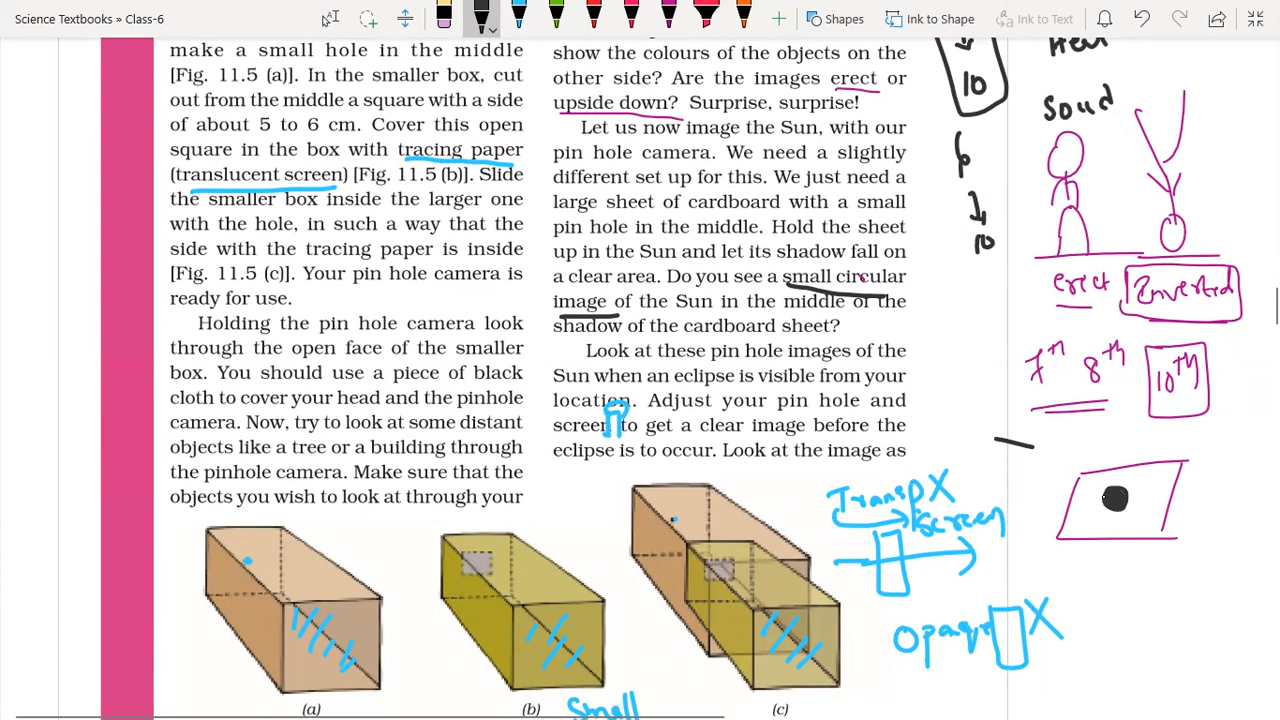 Science Textbooks » Class-6
Shapes
Ink to Shape
Ink to Text
make a small hole in the middle
[Fig. 11.5 (a)]. In the smaller box, cut
out from the middle a square with a side
of about 5 to 6 cm. Cover this open
square in the box with tracing paper
(translucent screen) [Fig. 11.5 (b)]. Slide
the smaller box inside the larger one
with the hole, in such a way that the
side with the tracing paper is inside
[Fig. 11.5 (c)]. Your pin hole camera is
ready for use.
Holding the pin hole camera look
through the open face of the smaller
box. You should use a piece of black
cloth to cover your head and the pinhole
camera. Now, try to look at some distant
objects like a tree or a building through
the pinhole camera. Make sure that the
objects you wish to look at through your
show the colours of the objects on the
other side? Are the images erect or
upside down? Surprise, surprise!
Let us now image the Sun, with our
pin hole camera. We need a slightly
different set up for this. We just need a
large sheet of cardboard with a small
pin hole in the middle. Hold the sheet
up in the Sun and let its shadow fall on
a clear area. Do you see a small circular
image of the Sun in the middle of the
shadow of the cardboard sheet?
Look at these pin hole images of the
Sun when an eclipse is visible from your
location. Adjust your pin hole and
screen to get a clear image before the
eclipse is to occur. Look at the image as
(a)
(b)
(c)
Small
Transp X
screen
Opaque X
10
10
erect Inverted
7th 8th 10th